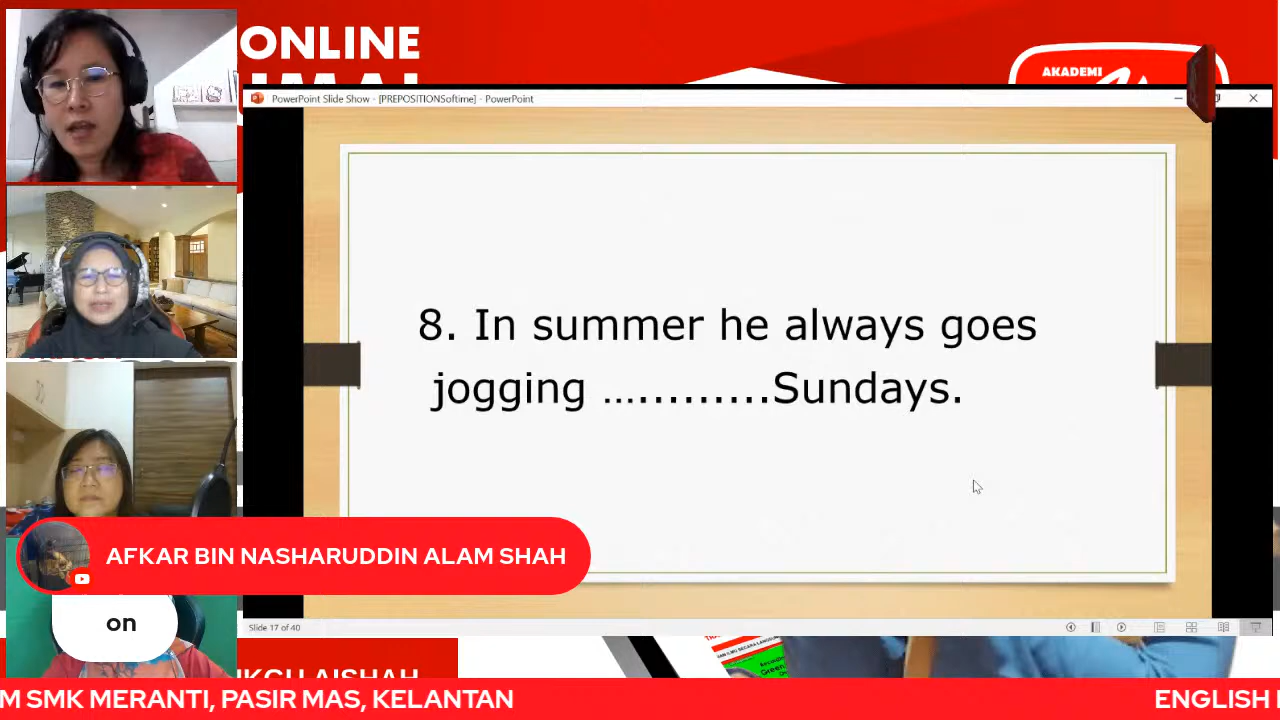 ONLINE
AKADEMI
PowerPoint Slide Show - [PREPOSITIONSoftime] - PowerPoint
8. In summer he always goes
jogging ............Sundays.
AFKAR BIN NASHARUDDIN ALAM SHAH
on
Slide 17 of 40
M SMK MERANTI, PASIR MAS, KELANTAN
ENGLISH